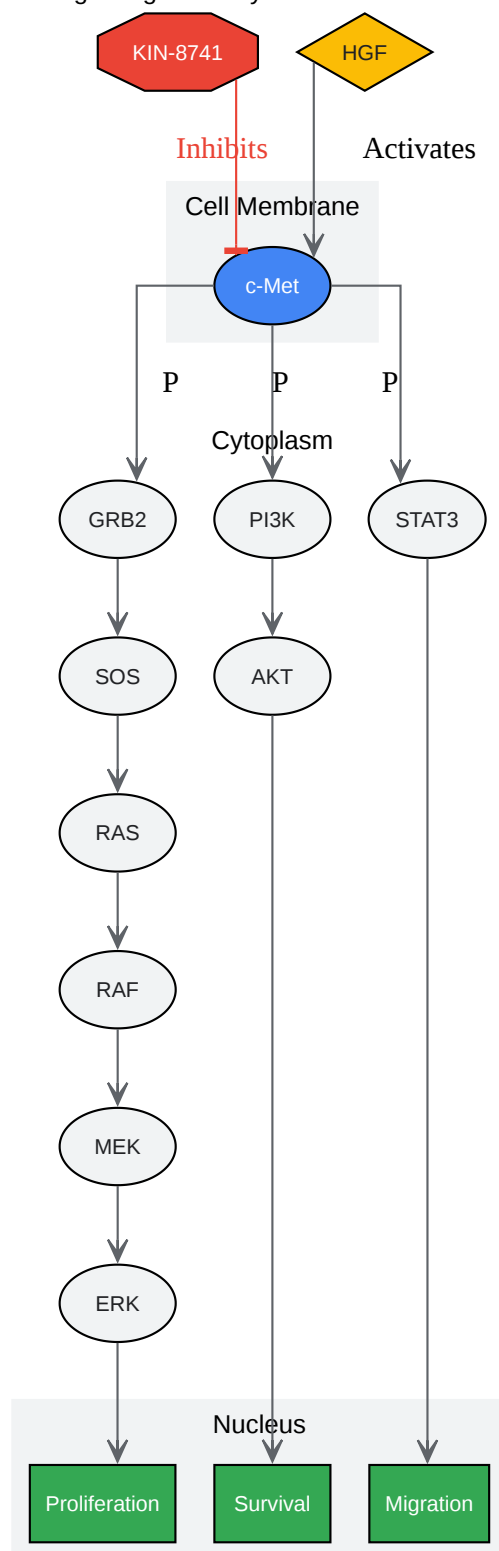 KIN-8741
HGF
Inhibits
Activates
Cell Membrane
c-Met
P
P
P
Cytoplasm
GRB2
PI3K
STAT3
SOS
AKT
RAS
RAF
MEK
ERK
Nucleus
Proliferation
Survival
Migration